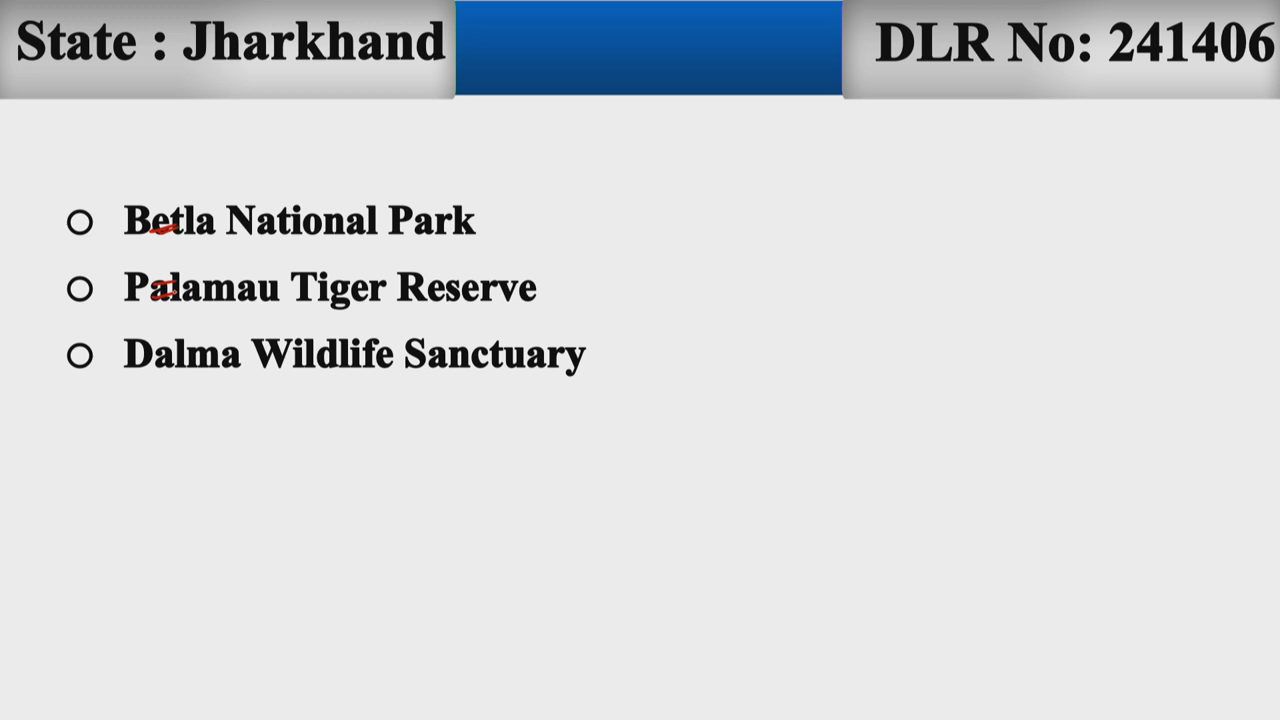 State : Jharkhand
DLR No: 241406
Betla National Park
Palamau Tiger Reserve
Dalma Wildlife Sanctuary